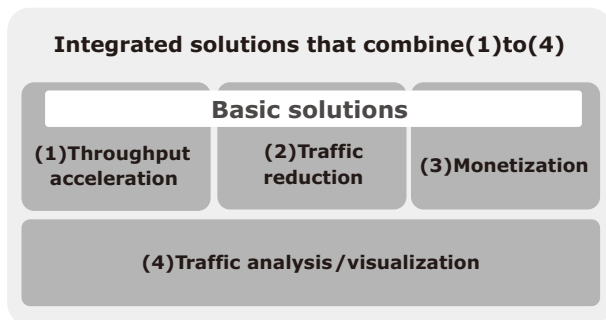 Integrated solutions that combine(1)to(4)
Basic solutions
(1)Throughput
acceleration
(2)Traffic
reduction
(3)Monetization
(4)Traffic analysis/visualization